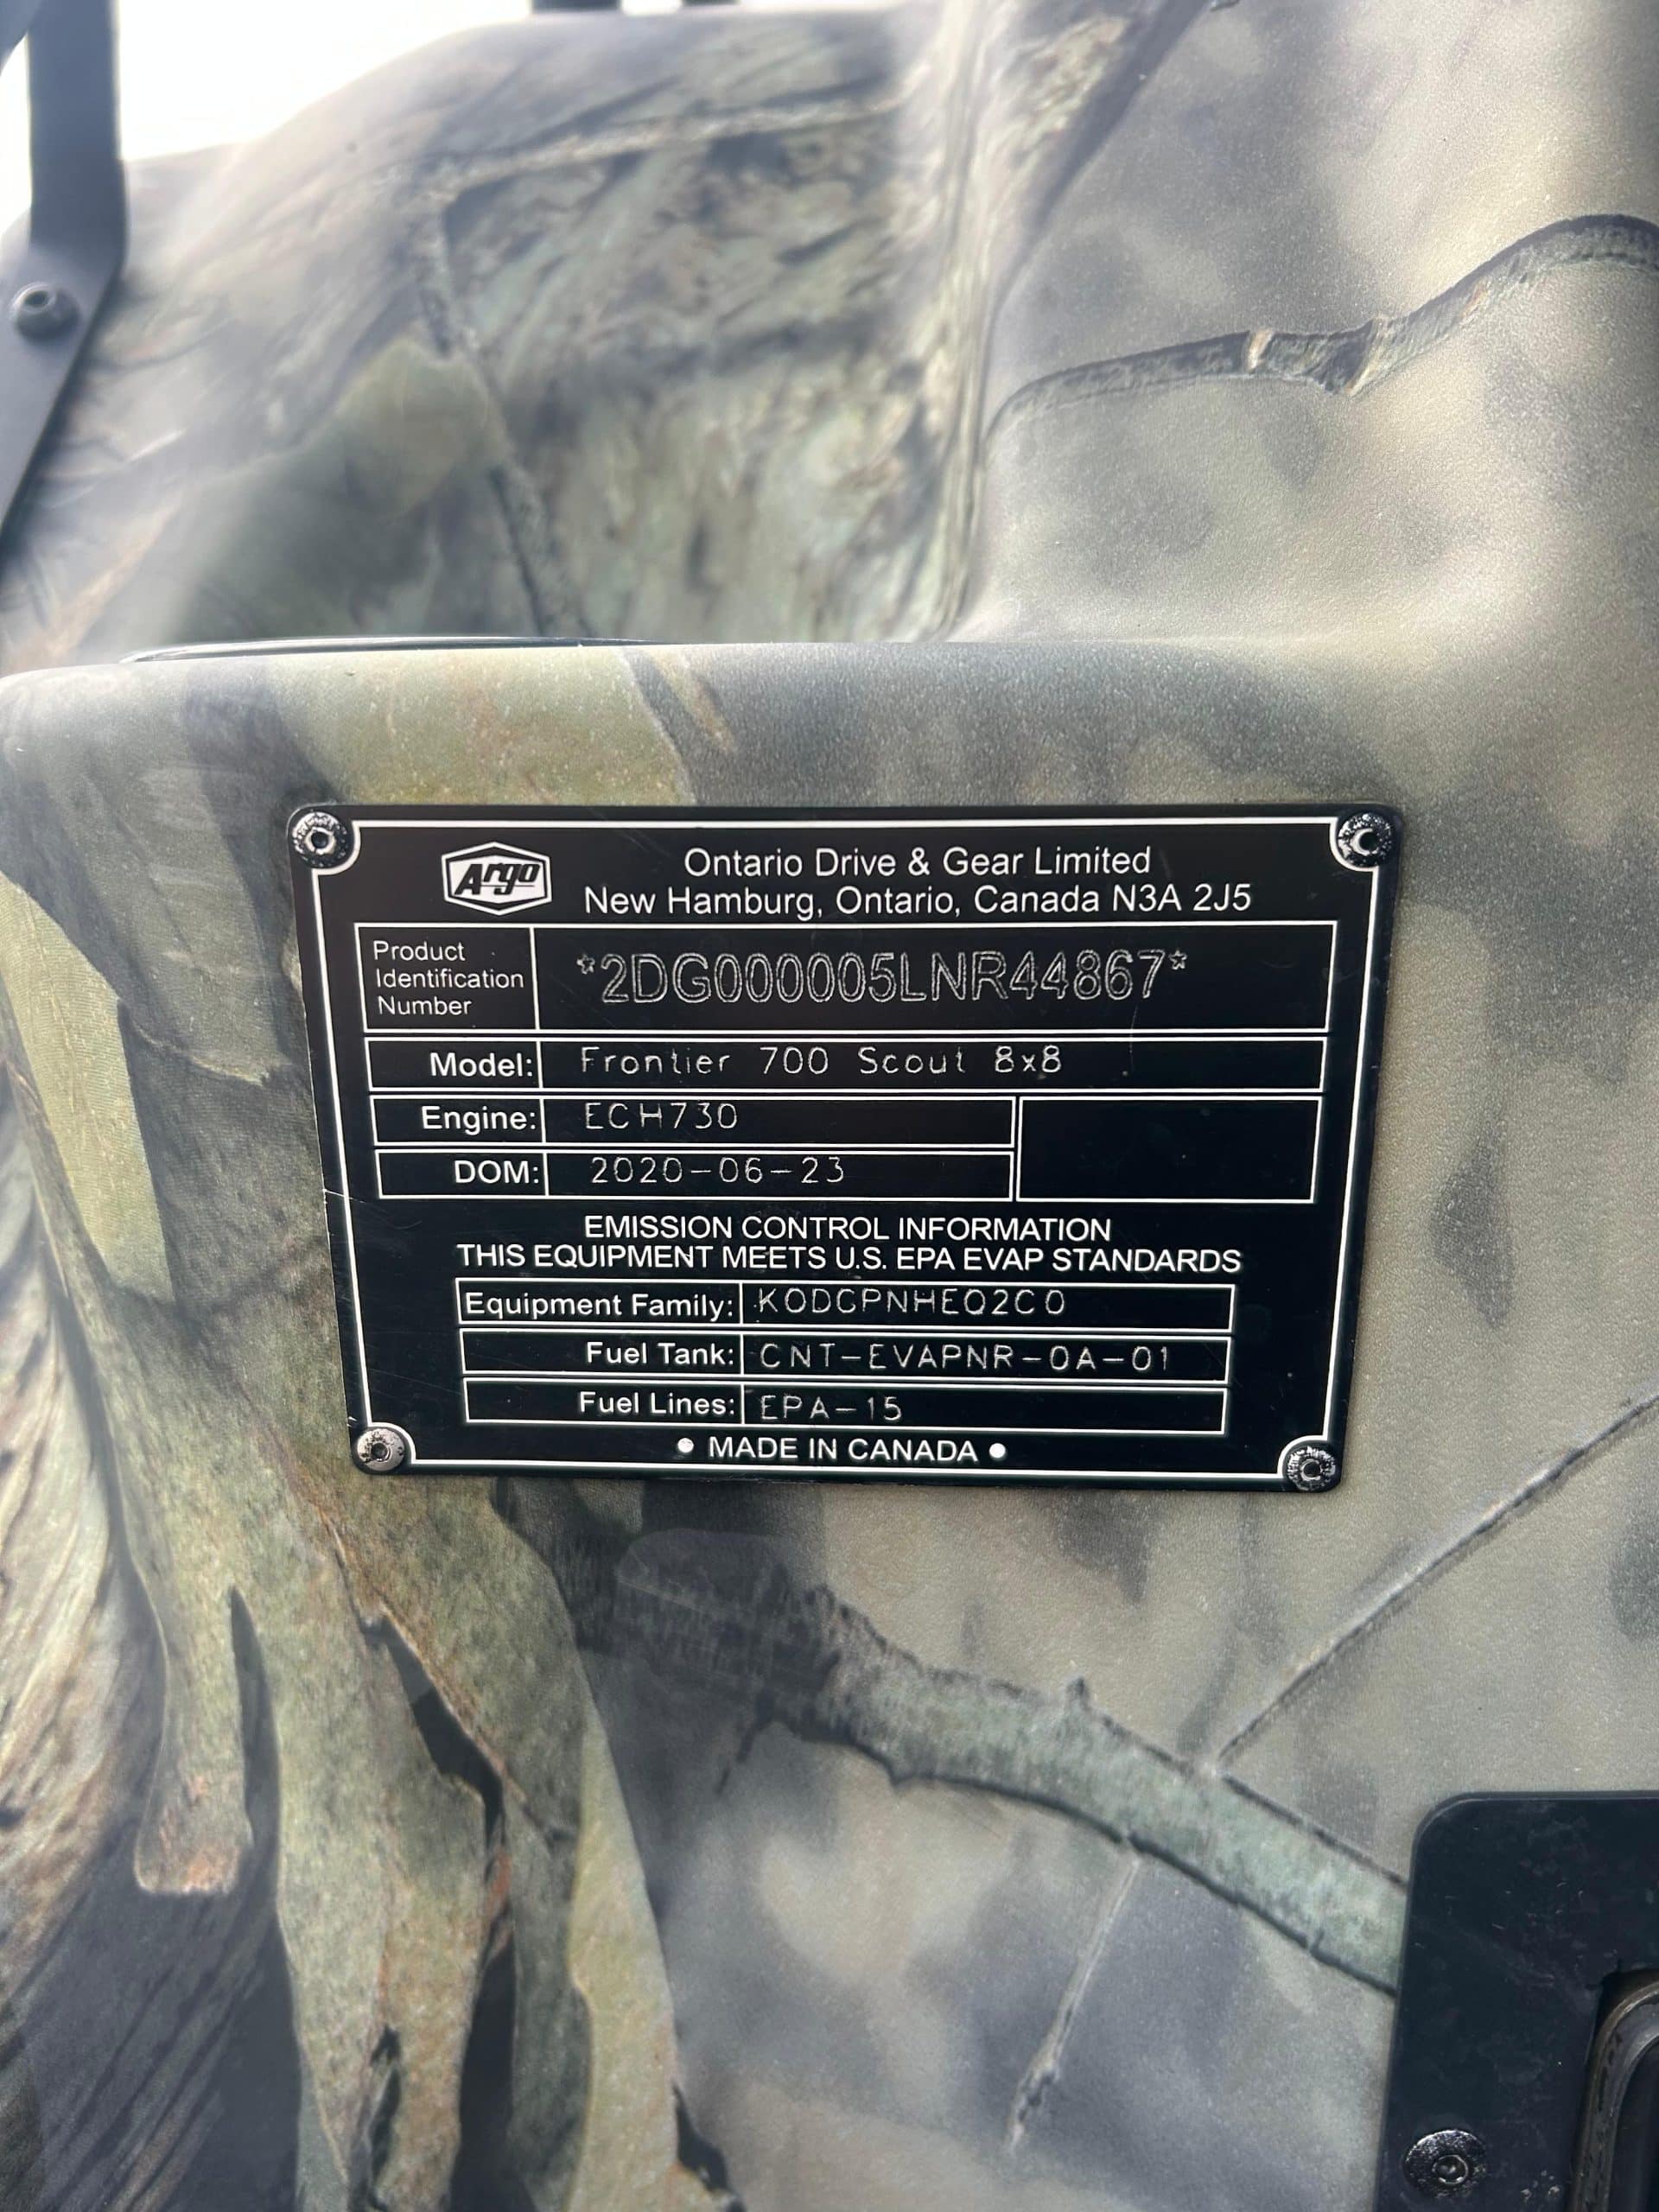 Argo
Ontario Drive & Gear Limited
New Hamburg, Ontario, Canada N3A 2J5
Product
Identification
Number
*2DG000005LNR44867*
Model: Frontier 700 Scout 8x8
Engine: ECH730
DOM: 2020-06-23
EMISSION CONTROL INFORMATION
THIS EQUIPMENT MEETS U.S. EPA EVAP STANDARDS
Equipment Family: KODCPNHEQ2C0
Fuel Tank: CNT-EVAPNR-0A-01
Fuel Lines: EPA-15
• MADE IN CANADA •